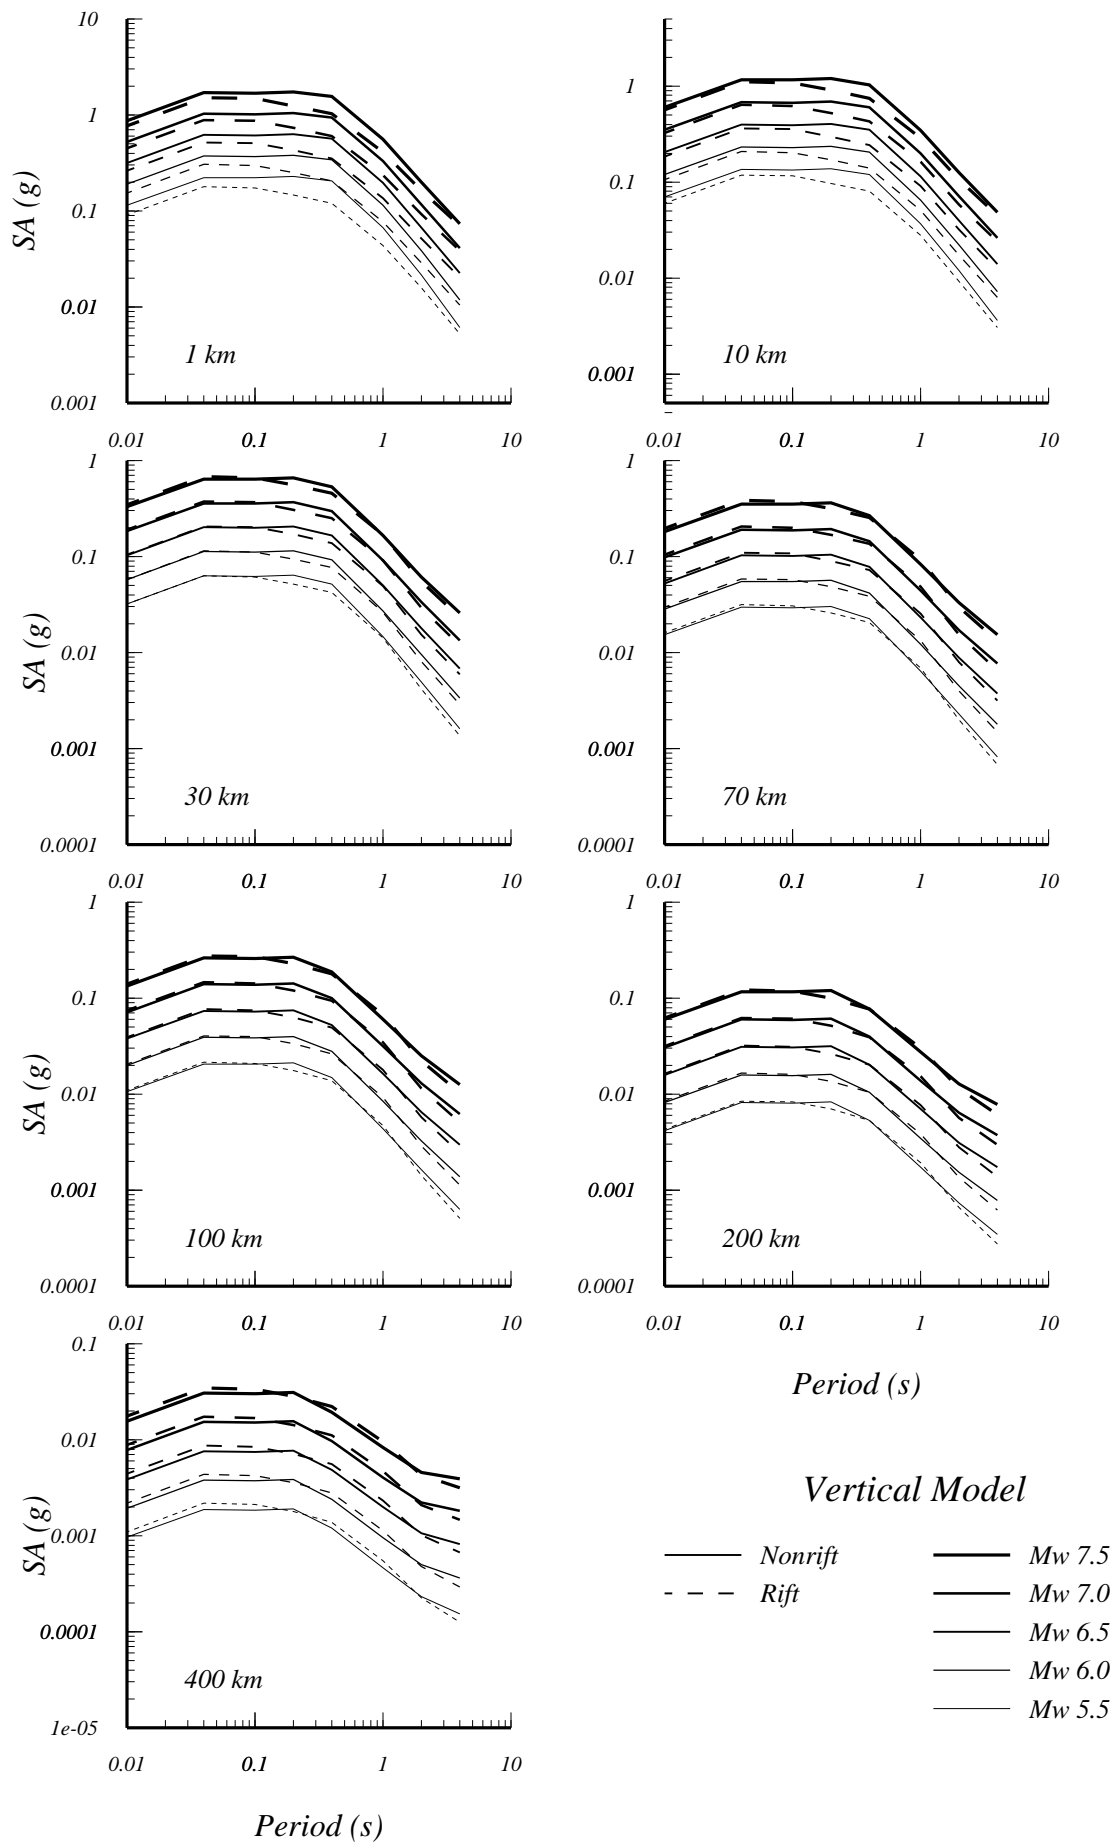 10
1
0.1
0.01
0.001
SA (g)
1 km
0.01 0.1 1 10
1
0.1
0.01
0.001
10 km
0.01 0.1 1 10
1
0.1
0.01
0.001
0.0001
SA (g)
30 km
0.01 0.1 1 10
1
0.1
0.01
0.001
0.0001
70 km
0.01 0.1 1 10
1
0.1
0.01
0.001
0.0001
SA (g)
100 km
0.01 0.1 1 10
1
0.1
0.01
0.001
0.0001
200 km
0.01 0.1 1 10
Period (s)
0.1
0.01
0.001
0.0001
1e-05
SA (g)
400 km
0.01 0.1 1 10
Period (s)
Vertical Model
Nonrift
Rift
Mw 7.5
Mw 7.0
Mw 6.5
Mw 6.0
Mw 5.5